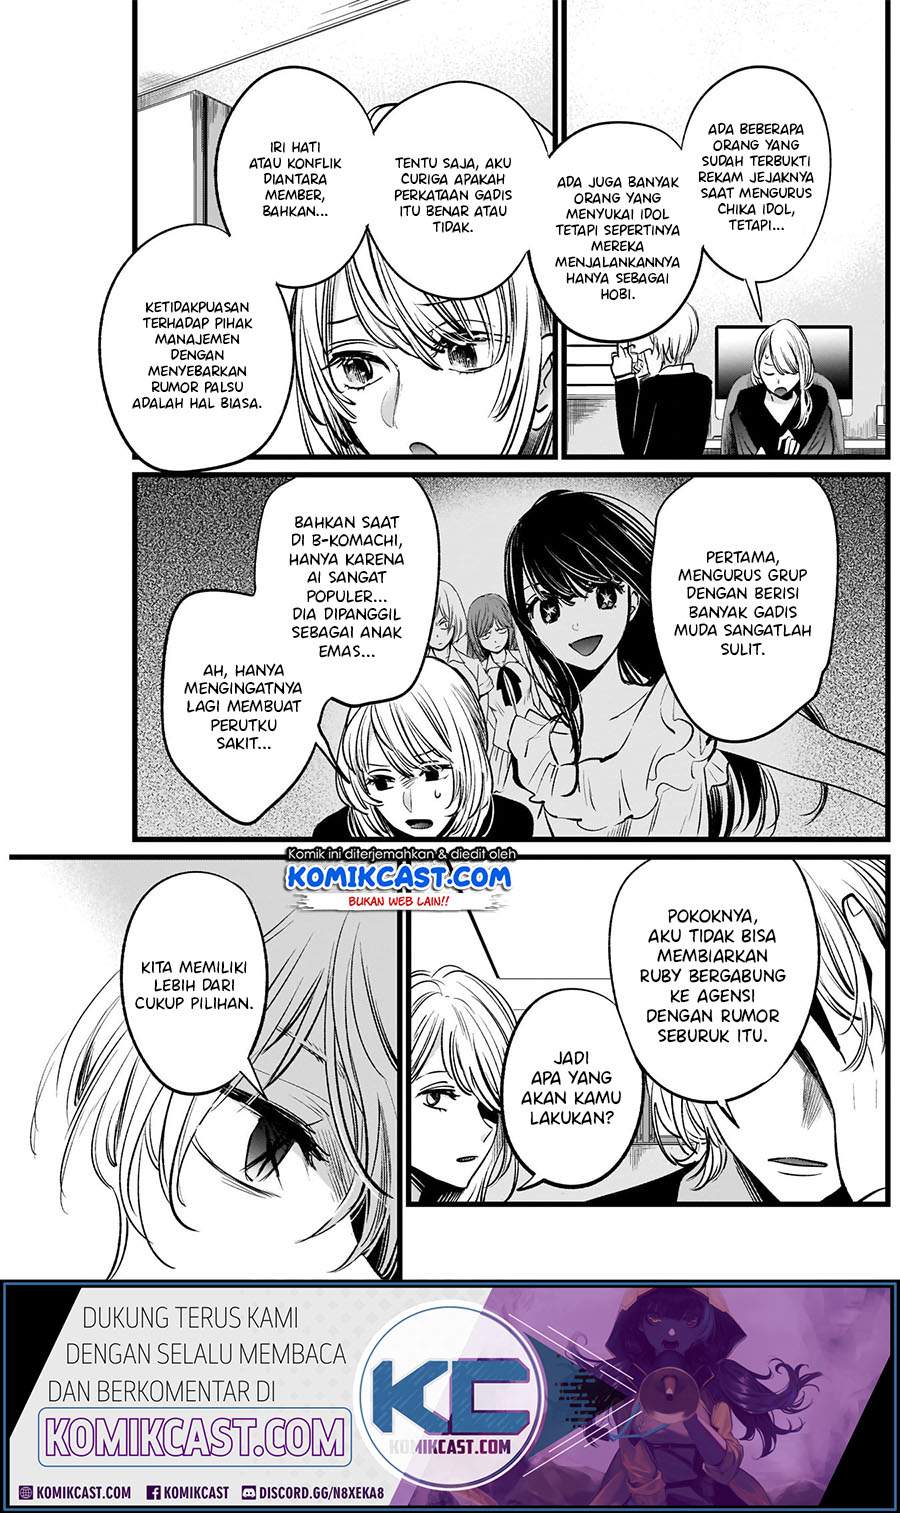 ADA BEBERAPA
ORANG YANG
SUDAH TERBUKTI
REKAM JEJAKNYA
SAAT MENGURUS
CHIKA IDOL,
TETAPI...
ADA JUGA BANYAK
ORANG YANG
MENYUKAI IDOL
TETAPI SEPERTINYA
MEREKA
MENJALANKANNYA
HANYA SEBAGAI
HOBI.
TENTU SAJA, AKU
CURIGA APAKAH
PERKATAAN GADIS
ITU BENAR ATAU
TIDAK.
IRI HATI
ATAU KONFLIK
DIANTARA
MEMBER,
BAHKAN...
KETIDAKPUASAN
TERHADAP PIHAK
MANAJEMEN
DENGAN
MENYEBARKAN
RUMOR PALSU
ADALAH HAL BIASA.
PERTAMA,
MENGURUS GRUP
DENGAN BERISI
BANYAK GADIS
MUDA SANGATLAH
SULIT.
BAHKAN SAAT
DI B-KOMACHI,
HANYA KARENA
AI SANGAT
POPULER...
DIA DIPANGGIL
SEBAGAI ANAK
EMAS...
AH, HANYA
MENGINGATNYA
LAGI MEMBUAT
PERUTKU
SAKIT...
Komik ini diterjemahkan & diedit oleh
KOMIKCAST.COM
BUKAN WEB LAIN!!
POKOKNYA,
AKU TIDAK BISA
MEMBIARKAN
RUBY BERGABUNG
KE AGENSI
DENGAN RUMOR
SEBURUK ITU.
JADI
APA YANG
AKAN KAMU
LAKUKAN?
KITA MEMILIKI
LEBIH DARI
CUKUP PILIHAN.
DUKUNG TERUS KAMI
DENGAN SELALU MEMBACA
DAN BERKOMENTAR DI
KOMIKCAST.COM
KC
KOMIKCAST.COM
KOMIKCAST.COM KOMIKCAST DISCORD.GG/N8XEKA8